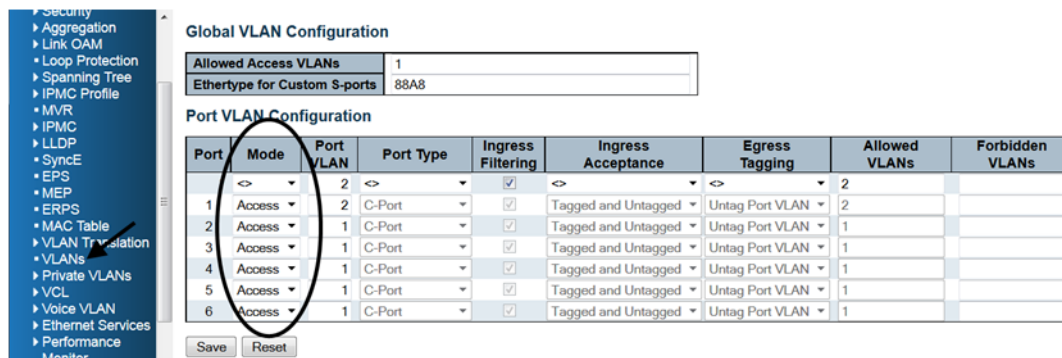 Security
Aggregation
Link OAM
Loop Protection
Spanning Tree
IPMC Profile
MVR
IPMC
LLDP
SyncE
EPS
MEP
ERPS
MAC Table
VLAN Translation
VLANs
Private VLANs
VCL
Voice VLAN
Ethernet Services
Performance
Monitor
Global VLAN Configuration
Allowed Access VLANs 1
Ethertype for Custom S-ports 88A8
Port VLAN Configuration
Port Mode Port VLAN Port Type Ingress Filtering Ingress Acceptance Egress Tagging Allowed VLANs Forbidden VLANs
<> 2 <> <> <> 2
1 Access 2 C-Port Tagged and Untagged Untag Port VLAN 2
2 Access 1 C-Port Tagged and Untagged Untag Port VLAN 1
3 Access 1 C-Port Tagged and Untagged Untag Port VLAN 1
4 Access 1 C-Port Tagged and Untagged Untag Port VLAN 1
5 Access 1 C-Port Tagged and Untagged Untag Port VLAN 1
6 Access 1 C-Port Tagged and Untagged Untag Port VLAN 1
Save Reset